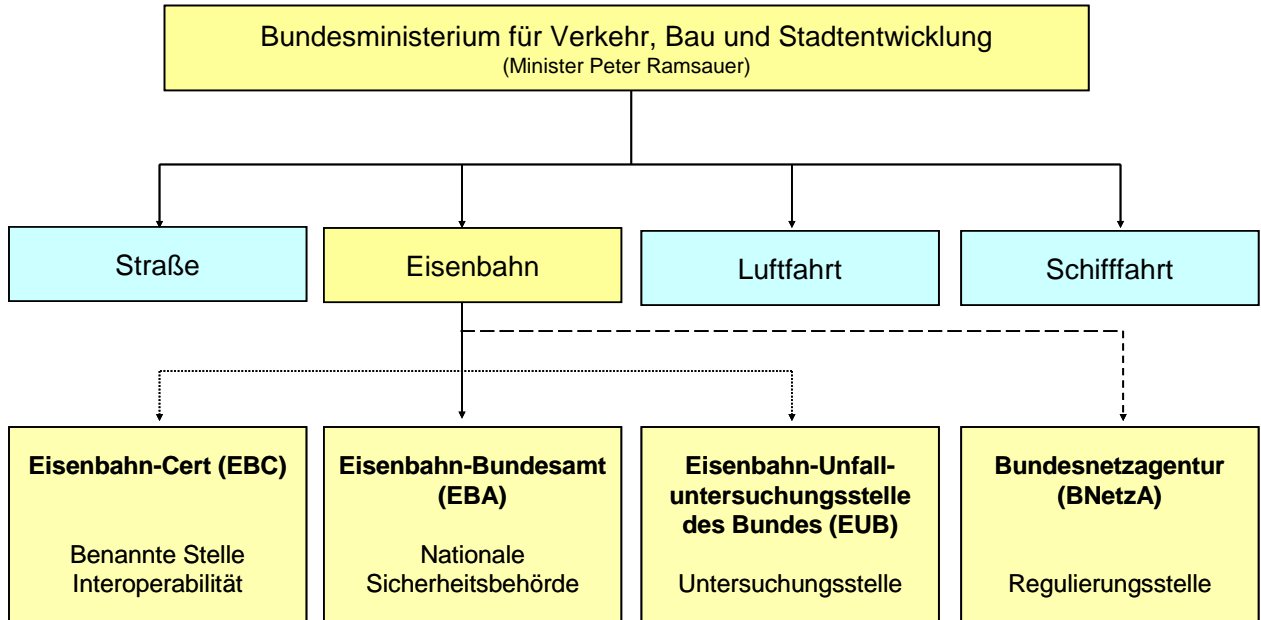 Bundesministerium für Verkehr, Bau und Stadtentwicklung
(Minister Peter Ramsauer)
Straße
Eisenbahn
Luftfahrt
Schifffahrt
Eisenbahn-Cert (EBC)
Benannte Stelle
Interoperabilität
Eisenbahn-Bundesamt
(EBA)
Nationale
Sicherheitsbehörde
Eisenbahn-Unfall-
untersuchungsstelle
des Bundes (EUB)
Untersuchungsstelle
Bundesnetzagentur
(BNetzA)
Regulierungsstelle